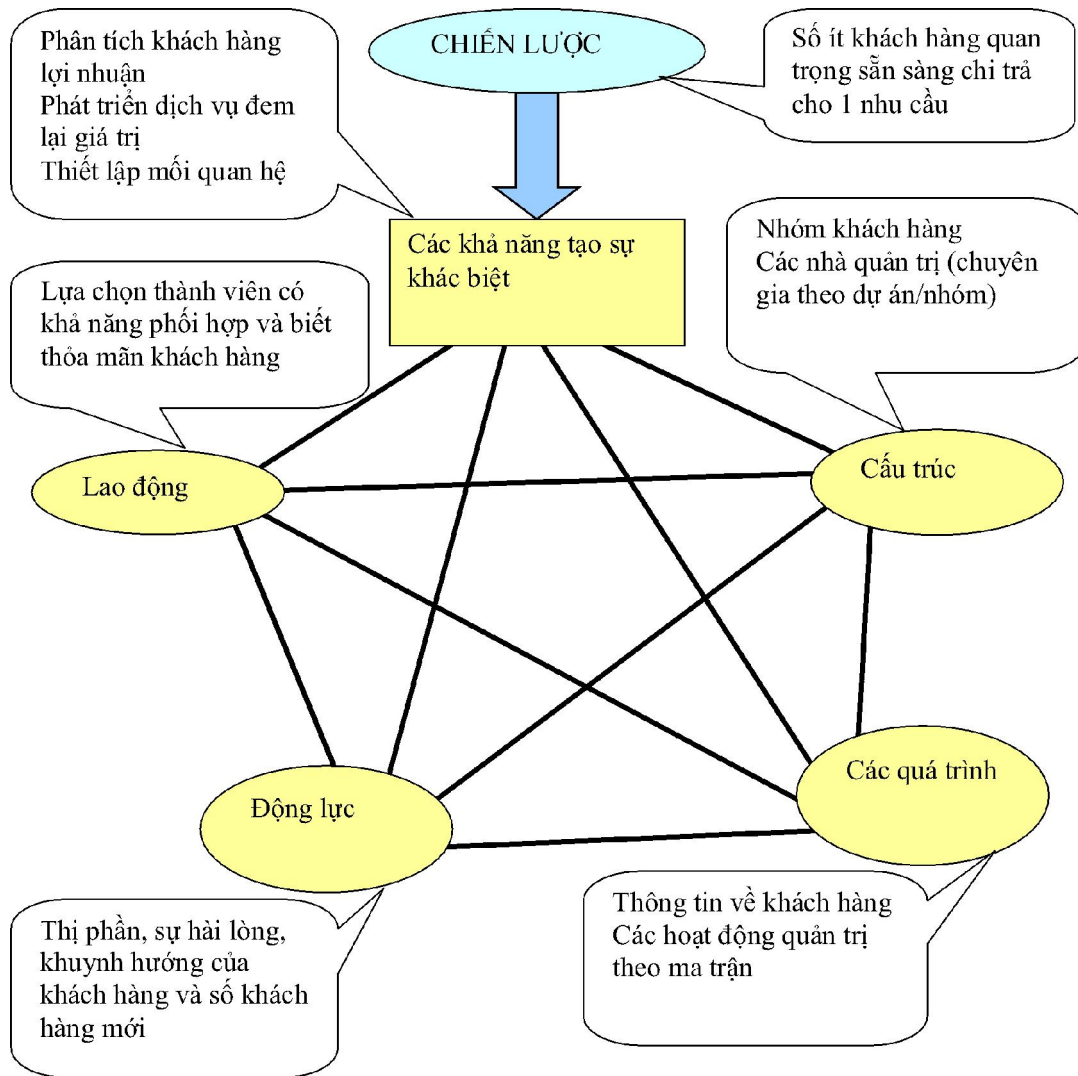 Phân tích khách hàng
lợi nhuận
Phát triển dịch vụ đem
lại giá trị
Thiết lập mối quan hệ
CHIẾN LƯỢC
Số ít khách hàng quan
trọng sẵn sàng chi trả
cho 1 nhu cầu
Các khả năng tạo sự
khác biệt
Nhóm khách hàng
Các nhà quản trị (chuyên
gia theo dự án/nhóm)
Lựa chọn thành viên có
khả năng phối hợp và biết
thỏa mãn khách hàng
Lao động
Cấu trúc
Động lực
Các quá trình
Thị phần, sự hài lòng,
khuynh hướng của
khách hàng và số khách
hàng mới
Thông tin về khách hàng
Các hoạt động quản trị
theo ma trận